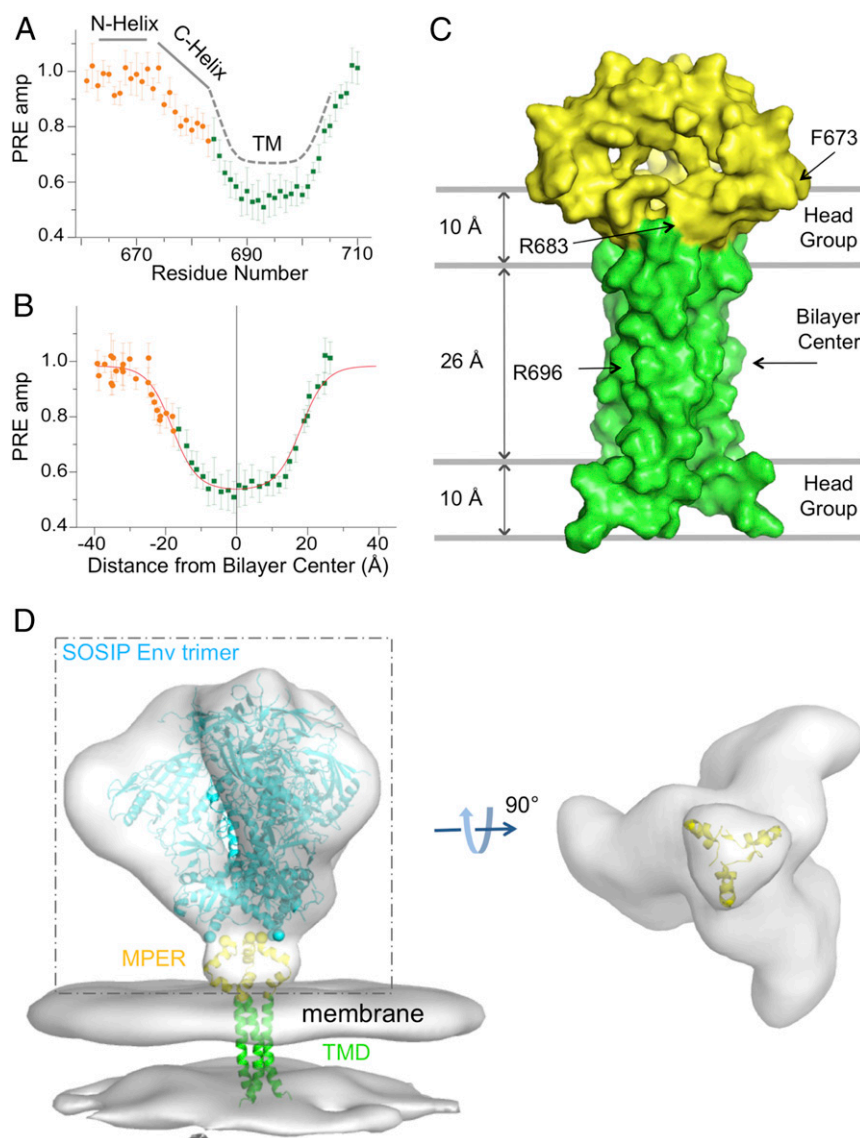 A
N-Helix
C-Helix
TM
PRE amp
1.0
0.8
0.6
0.4
670
690
710
Residue Number
B
PRE amp
1.0
0.8
0.6
0.4
-40
-20
0
20
40
Distance from Bilayer Center (Å)
C
F673
10 Å
R683
Head
Group
26 Å
R696
Bilayer
Center
10 Å
Head
Group
D
SOSIP Env trimer
90°
MPER
membrane
TMD